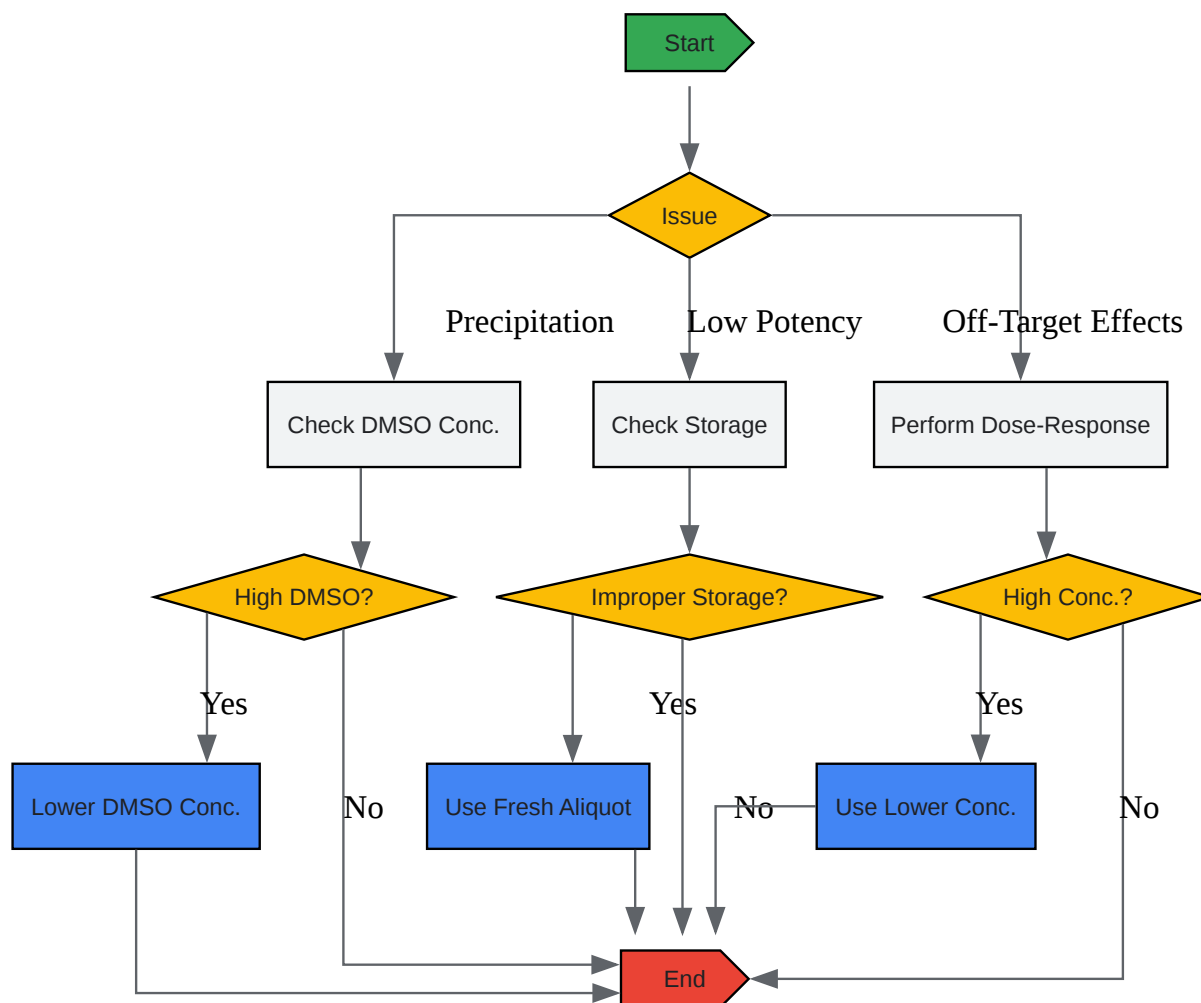 Start
Issue
Precipitation
Low Potency
Off-Target Effects
Check DMSO Conc.
Check Storage
Perform Dose-Response
High DMSO?
Improper Storage?
High Conc.?
Yes
Yes
Yes
Lower DMSO Conc.
No
Use Fresh Aliquot
No
Use Lower Conc.
No
End